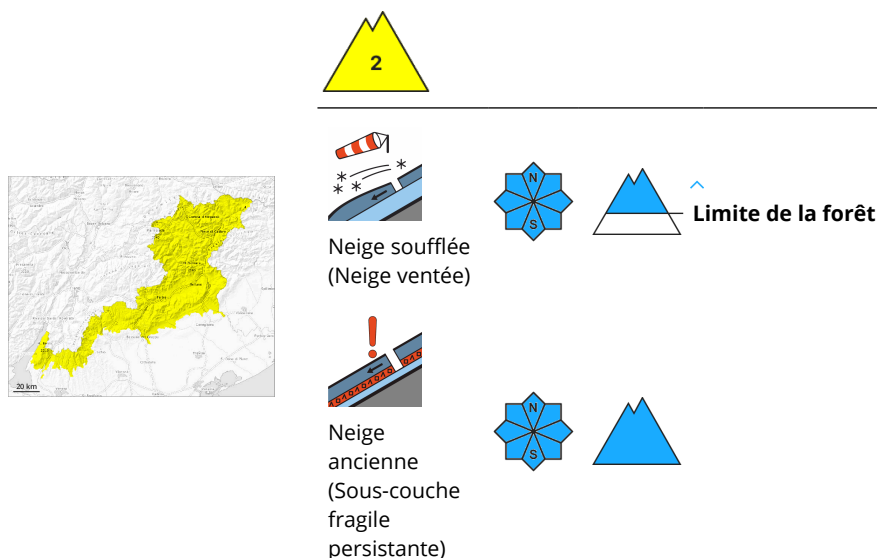 2
N
S
Neige soufflée
(Neige ventée)
Limite de la forêt
20 km
N
S
Neige
ancienne
(Sous-couche
fragile
persistante)